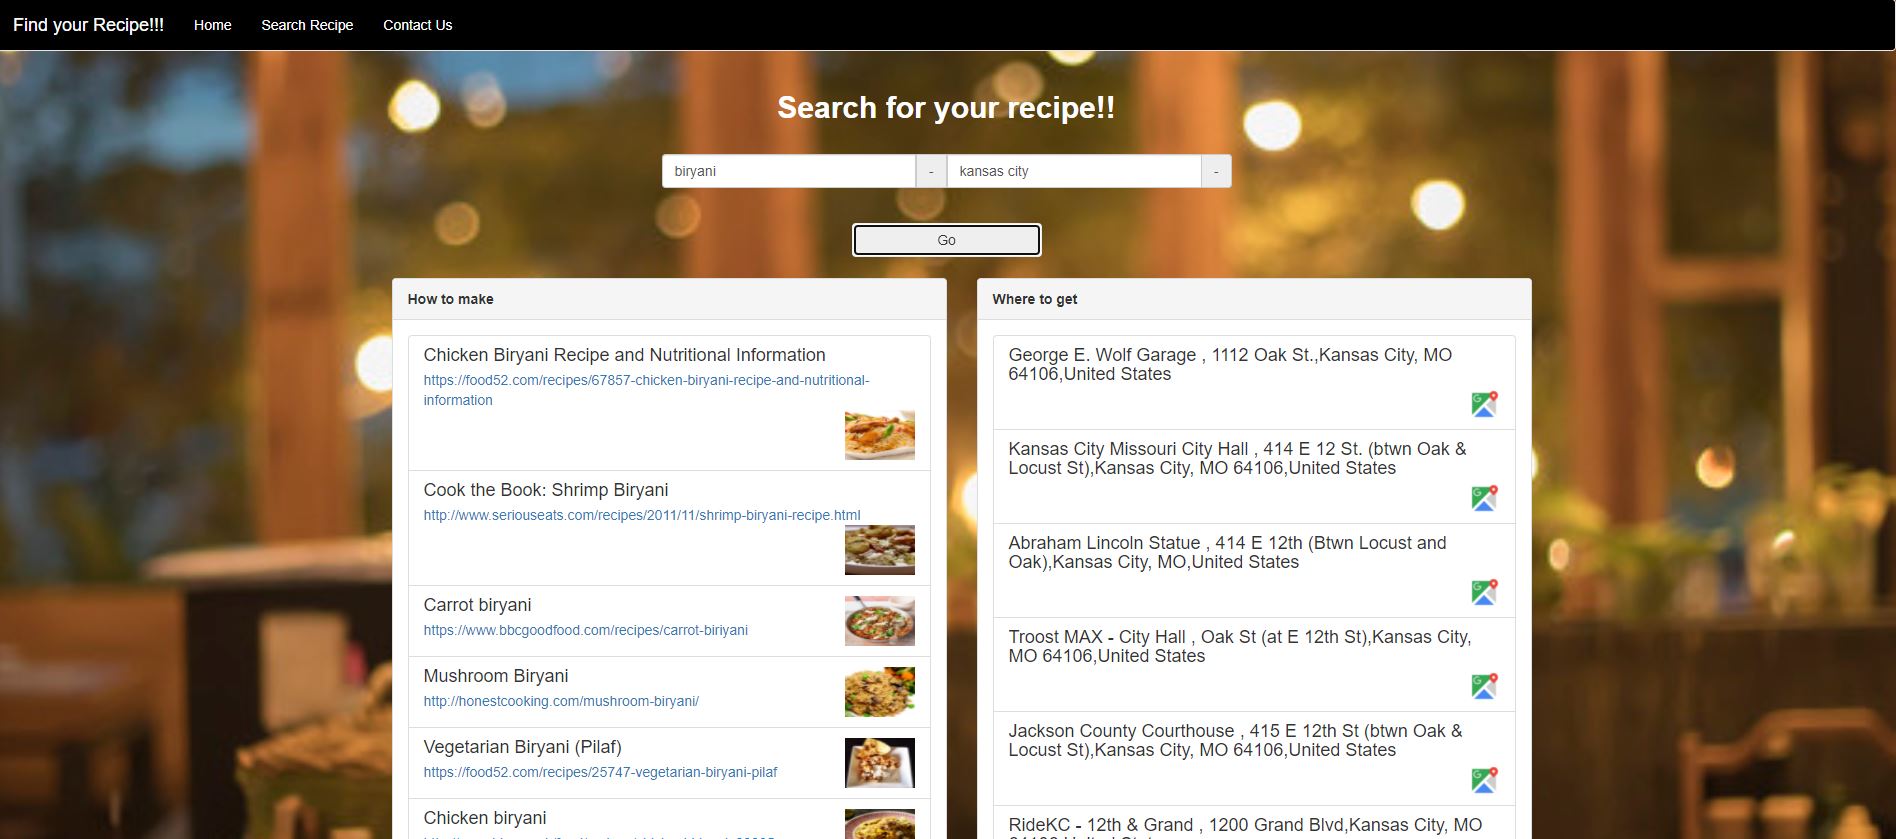 Find your Recipe!!!
Home
Search Recipe
Contact Us
Search for your recipe!!
biryani
-
kansas city
-
Go
How to make
Chicken Biryani Recipe and Nutritional Information
https://food52.com/recipes/67857-chicken-biryani-recipe-and-nutritional-
information
Cook the Book: Shrimp Biryani
http://www.seriouseats.com/recipes/2011/11/shrimp-biryani-recipe.html
Carrot biryani
https://www.bbcgoodfood.com/recipes/carrot-biriyani
Mushroom Biryani
http://honestcooking.com/mushroom-biryani/
Vegetarian Biryani (Pilaf)
https://food52.com/recipes/25747-vegetarian-biryani-pilaf
Chicken biryani
Where to get
George E. Wolf Garage , 1112 Oak St.,Kansas City, MO
64106,United States
Kansas City Missouri City Hall , 414 E 12 St. (btwn Oak &
Locust St),Kansas City, MO 64106,United States
Abraham Lincoln Statue , 414 E 12th (Btwn Locust and
Oak),Kansas City, MO,United States
Troost MAX - City Hall , Oak St (at E 12th St),Kansas City,
MO 64106,United States
Jackson County Courthouse , 415 E 12th St (btwn Oak &
Locust St),Kansas City, MO 64106,United States
RideKC - 12th & Grand , 1200 Grand Blvd,Kansas City, MO